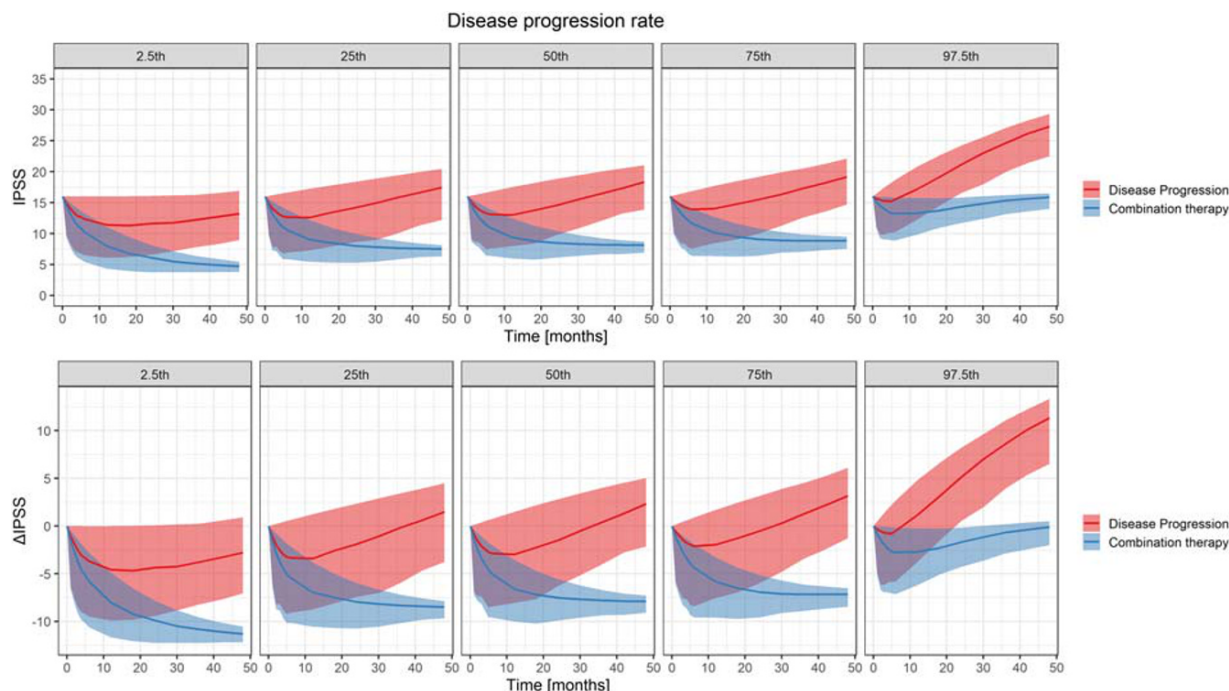 Disease progression rate
2.5th 25th 50th 75th 97.5th
35
30
25
20
15
10
5
0
IPSS
0 10 20 30 40 50 0 10 20 30 40 50 0 10 20 30 40 50 0 10 20 30 40 50 0 10 20 30 40 50
Time [months]
Disease Progression
Combination therapy
2.5th 25th 50th 75th 97.5th
10
5
0
-5
-10
ΔIPSS
0 10 20 30 40 50 0 10 20 30 40 50 0 10 20 30 40 50 0 10 20 30 40 50 0 10 20 30 40 50
Time [months]
Disease Progression
Combination therapy